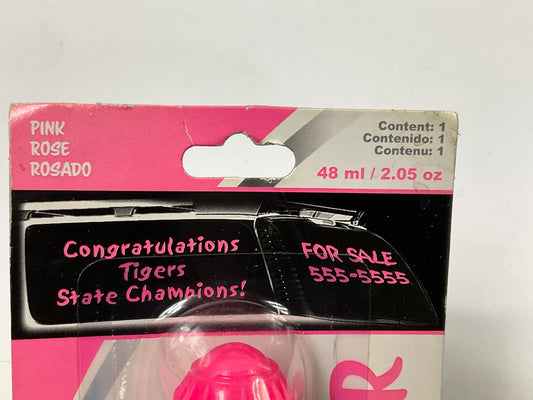 PINK
ROSE
ROSADO
Content: 1
Contenido: 1
Contenu: 1
48 ml / 2.05 oz
Congratulations
Tigers
State Champions!
FOR SALE
555-5555
R